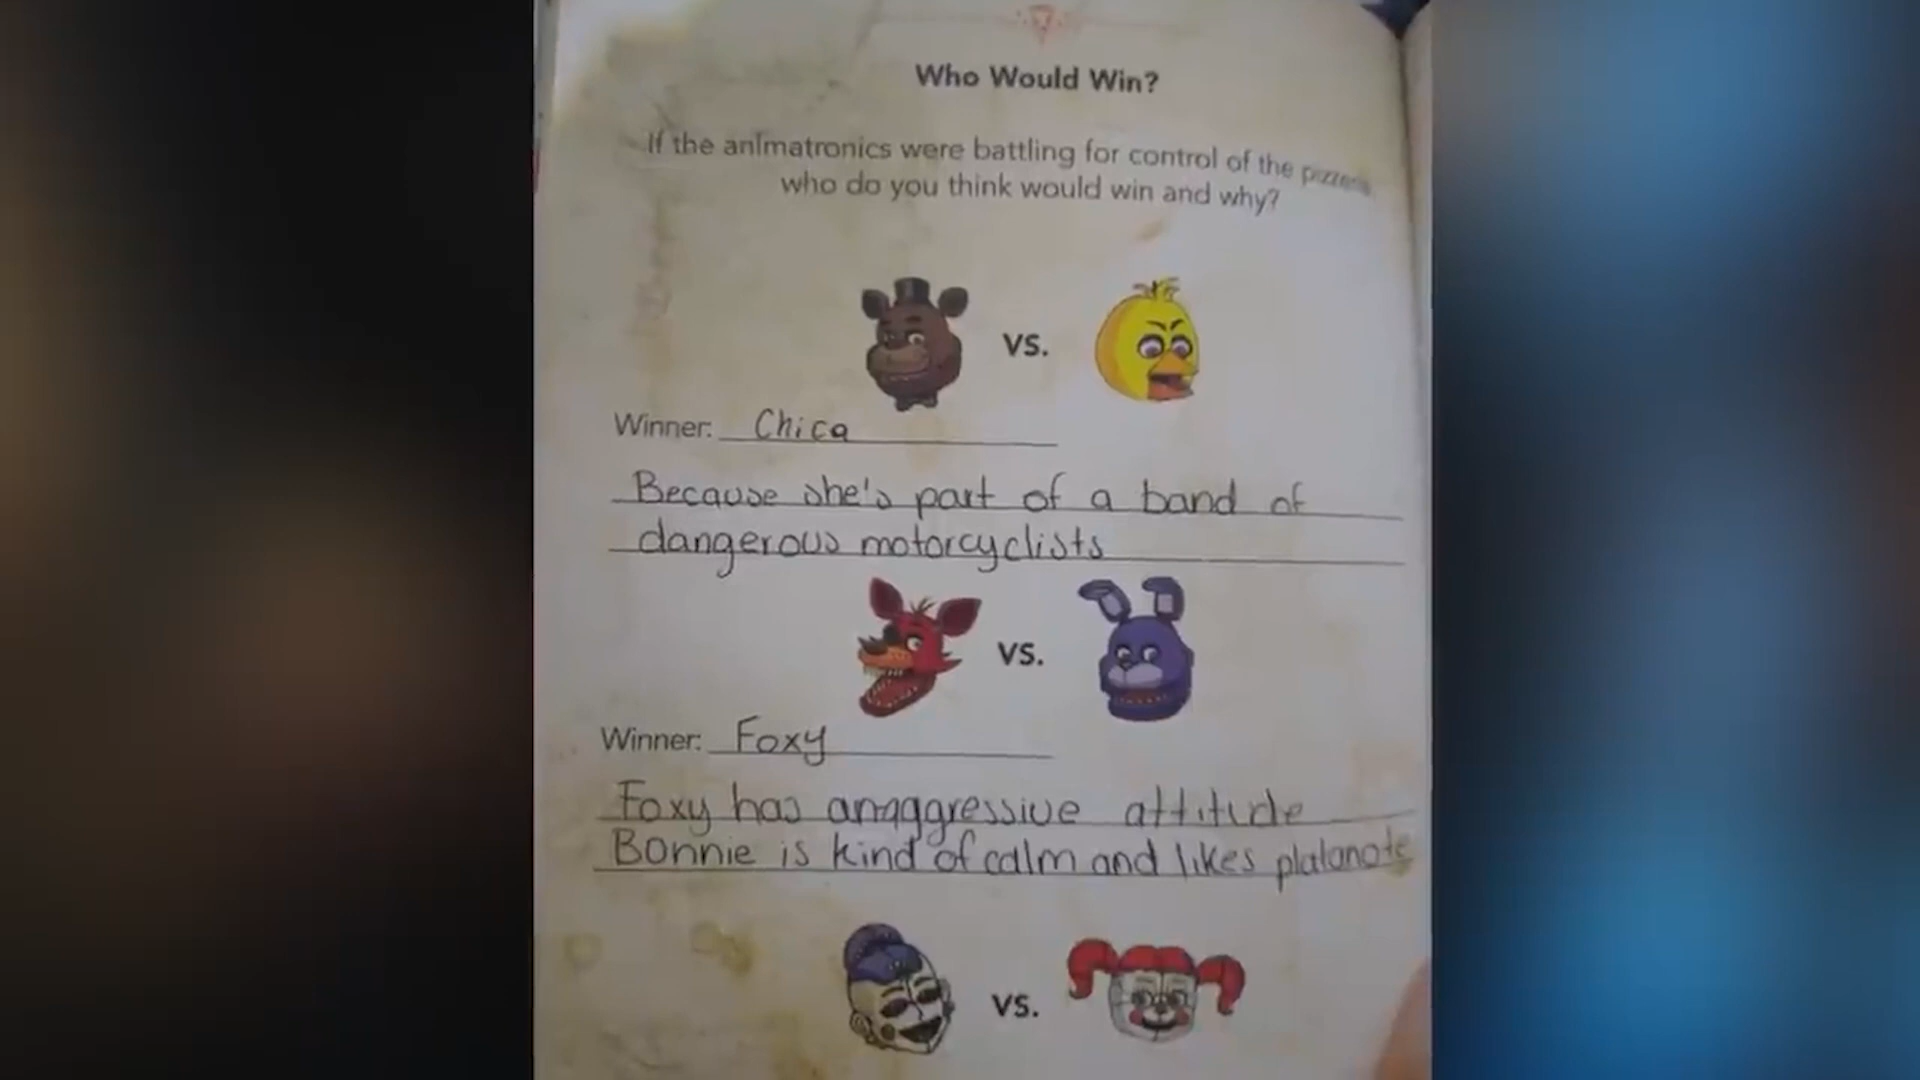 Who Would Win?
If the animatronics were battling for control of the pizzeria,
who do you think would win and why?
VS.
Winner: Chica
Because she's part of a band of
dangerous motorcyclists
VS.
Winner: Foxy
Foxy has anaggressive attitude
Bonnie is kind of calm and likes
VS.